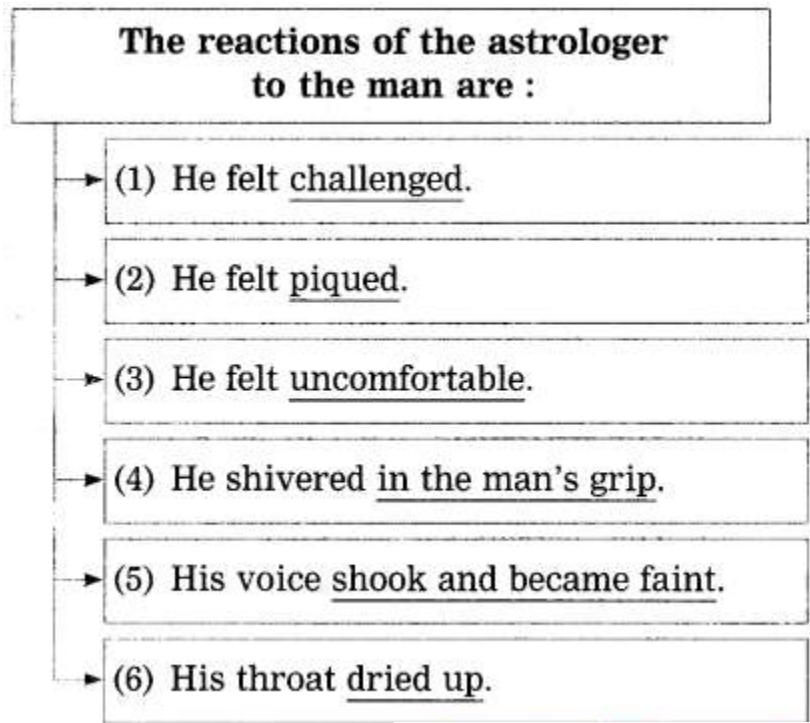 The reactions of the astrologer
to the man are :
(1) He felt challenged.
(2) He felt piqued.
(3) He felt uncomfortable.
(4) He shivered in the man's grip.
(5) His voice shook and became faint.
(6) His throat dried up.